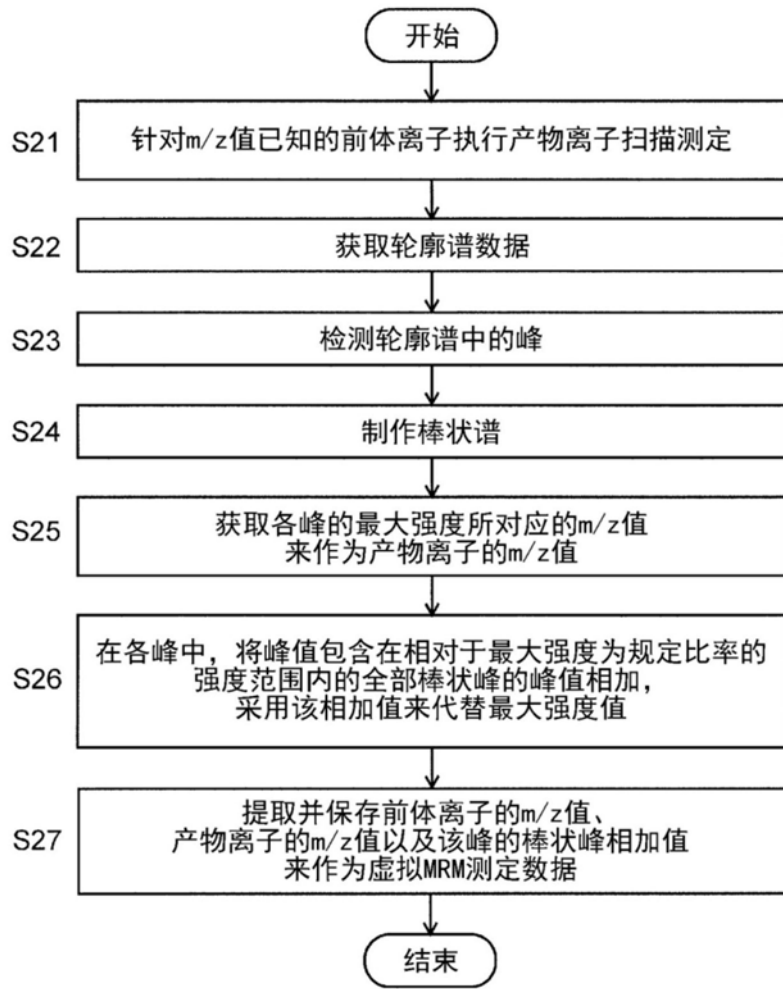 开始
S21
针对m/z值已知的前体离子执行产物离子扫描测定
S22
获取轮廓谱数据
S23
检测轮廓谱中的峰
S24
制作棒状谱
S25
获取各峰的最大强度所对应的m/z值
来作为产物离子的m/z值
S26
在各峰中，将峰值包含在相对于最大强度为规定比率的
强度范围内的全部棒状峰的峰值相加，
采用该相加值来代替最大强度值
S27
提取并保存前体离子的m/z值、
产物离子的m/z值以及该峰的棒状峰相加值
来作为虚拟MRM测定数据
结束